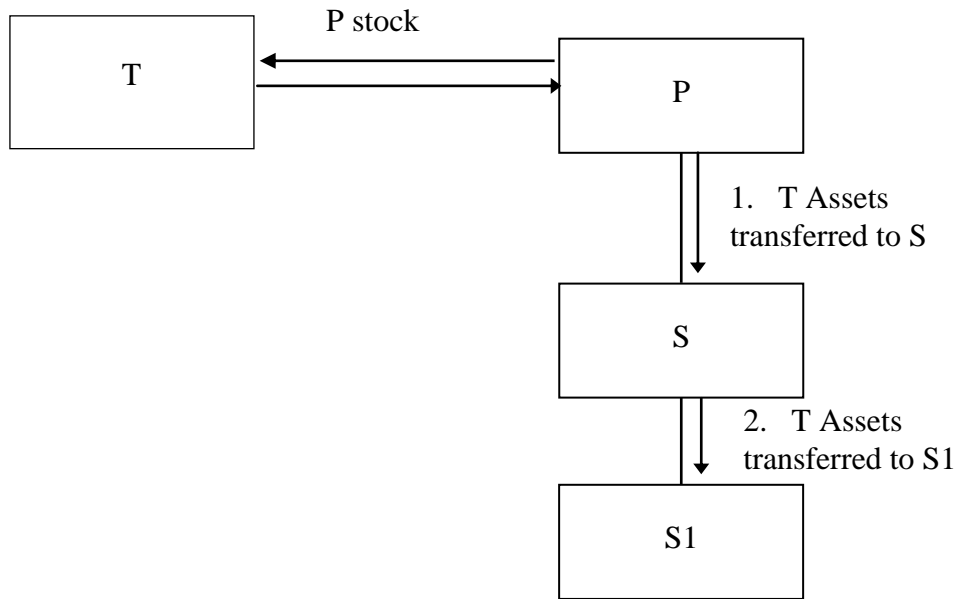 P stock
T
P
1. T Assets
transferred to S
S
2. T Assets
transferred to S1
S1